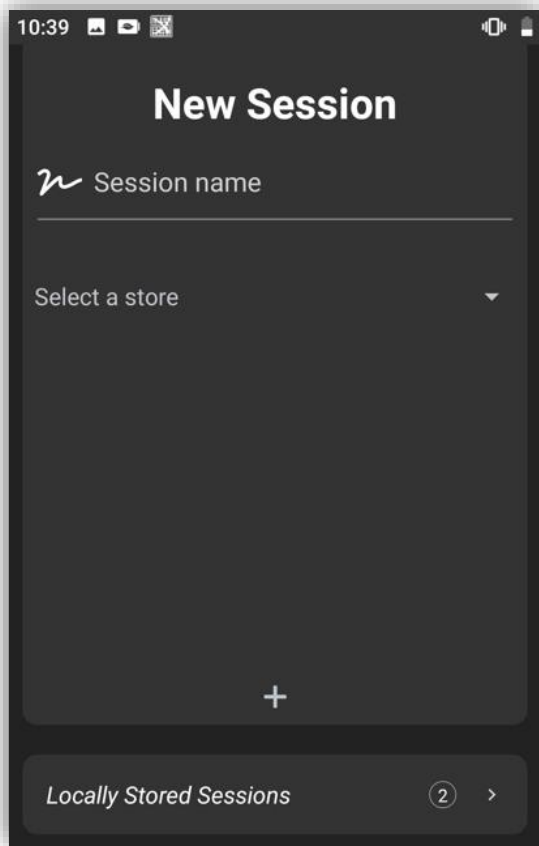 10:39
New Session
Session name
Select a store
+
Locally Stored Sessions 2 >